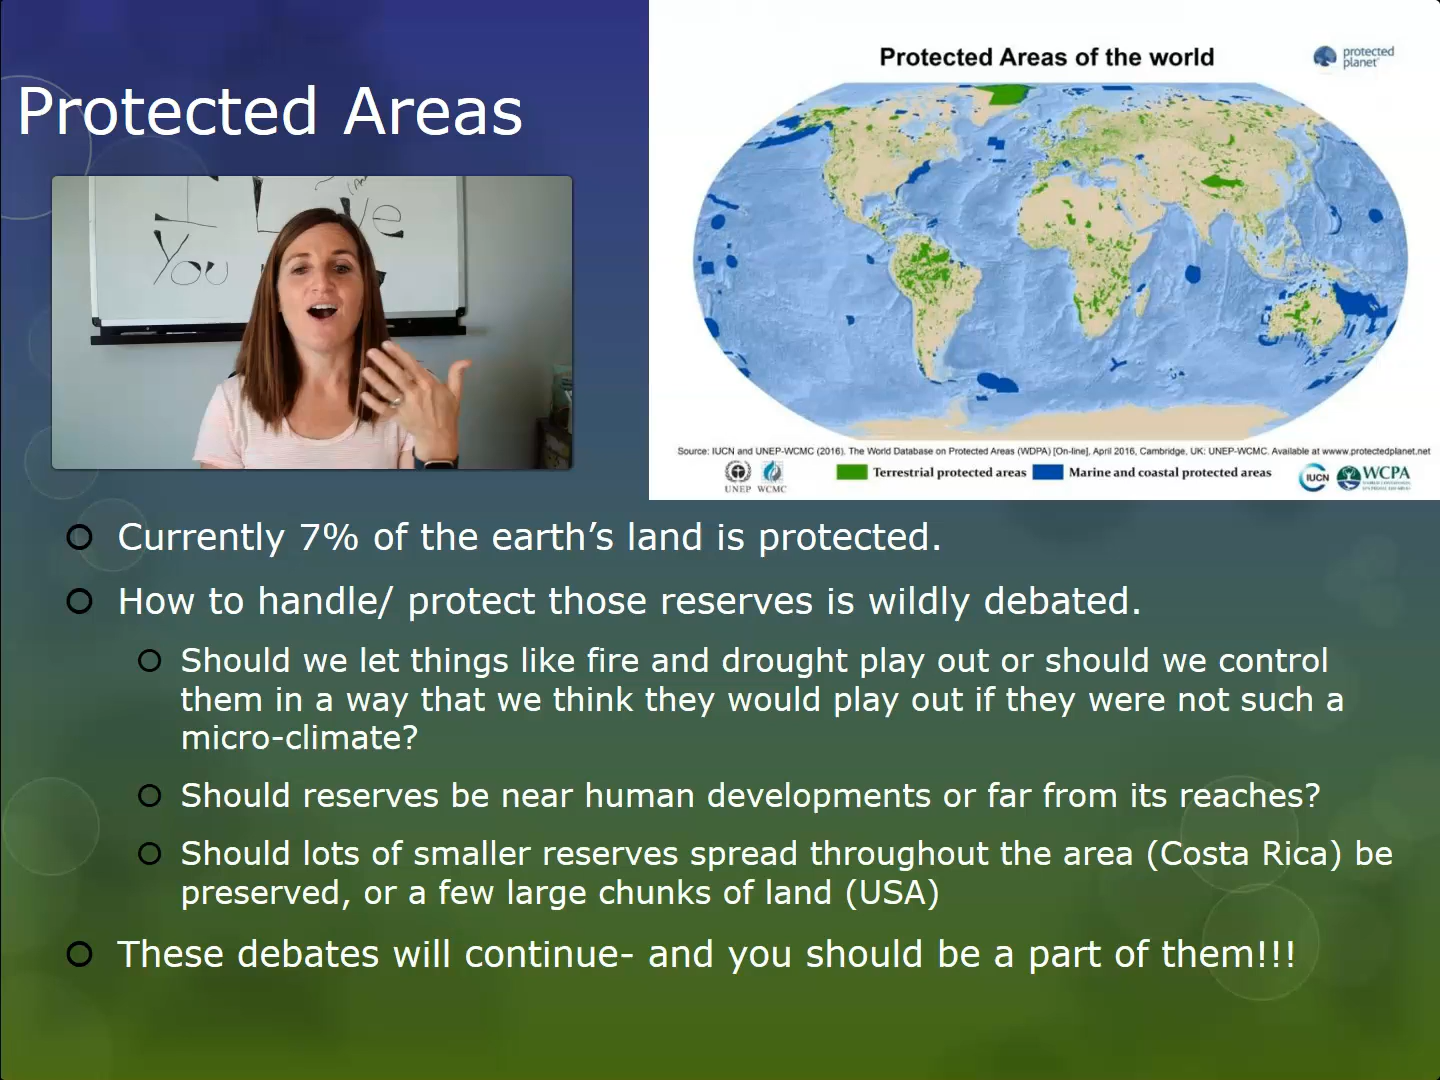 Protected Areas
I Love
You
Protected Areas of the world
protected
planet
Source: IUCN and UNEP-WCMC (2016). The World Database on Protected Areas (WDPA) [On-line], April 2016, Cambridge, UK: UNEP-WCMC. Available at www.protectedplanet.net
UNEP WCMC
Terrestrial protected areas
Marine and coastal protected areas
IUCN
WCPA
Currently 7% of the earth’s land is protected.
How to handle/ protect those reserves is wildly debated.
Should we let things like fire and drought play out or should we control
them in a way that we think they would play out if they were not such a
micro-climate?
Should reserves be near human developments or far from its reaches?
Should lots of smaller reserves spread throughout the area (Costa Rica) be
preserved, or a few large chunks of land (USA)
These debates will continue- and you should be a part of them!!!